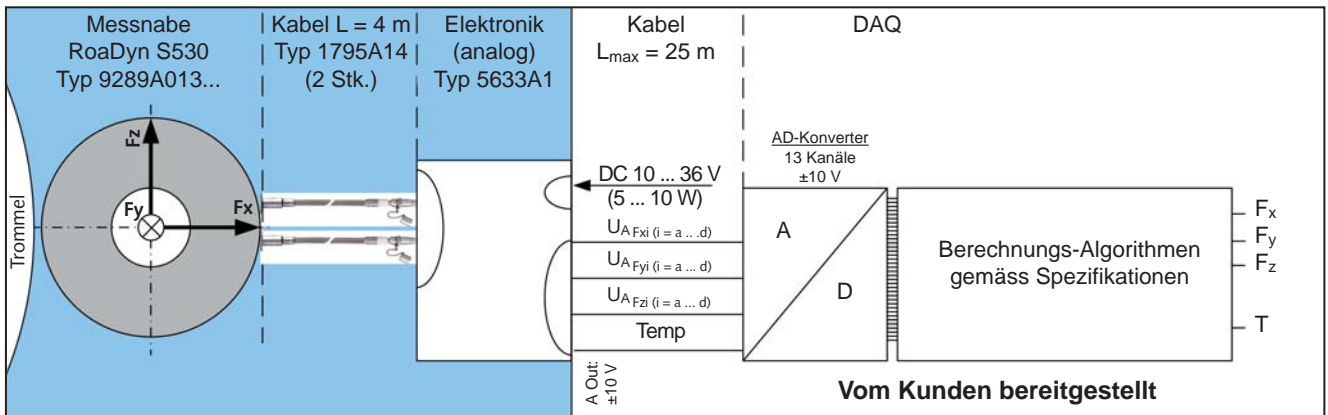 Messnabe
RoaDyn S530
Typ 9289A013...
Kabel L = 4 m
Typ 1795A14
(2 Stk.)
Elektronik
(analog)
Typ 5633A1
Kabel
Lmax = 25 m
DAQ
Trommel
Fz
Fy
Fx
DC 10 ... 36 V
(5 ... 10 W)
UA Fxi (i = a .. .d)
UA Fyi (i = a ... d)
UA Fzi (i = a ... d)
Temp
A Out:
±10 V
AD-Konverter
13 Kanäle
±10 V
A
D
Berechnungs-Algorithmen
gemäss Spezifikationen
Fx
Fy
Fz
T
Vom Kunden bereitgestellt